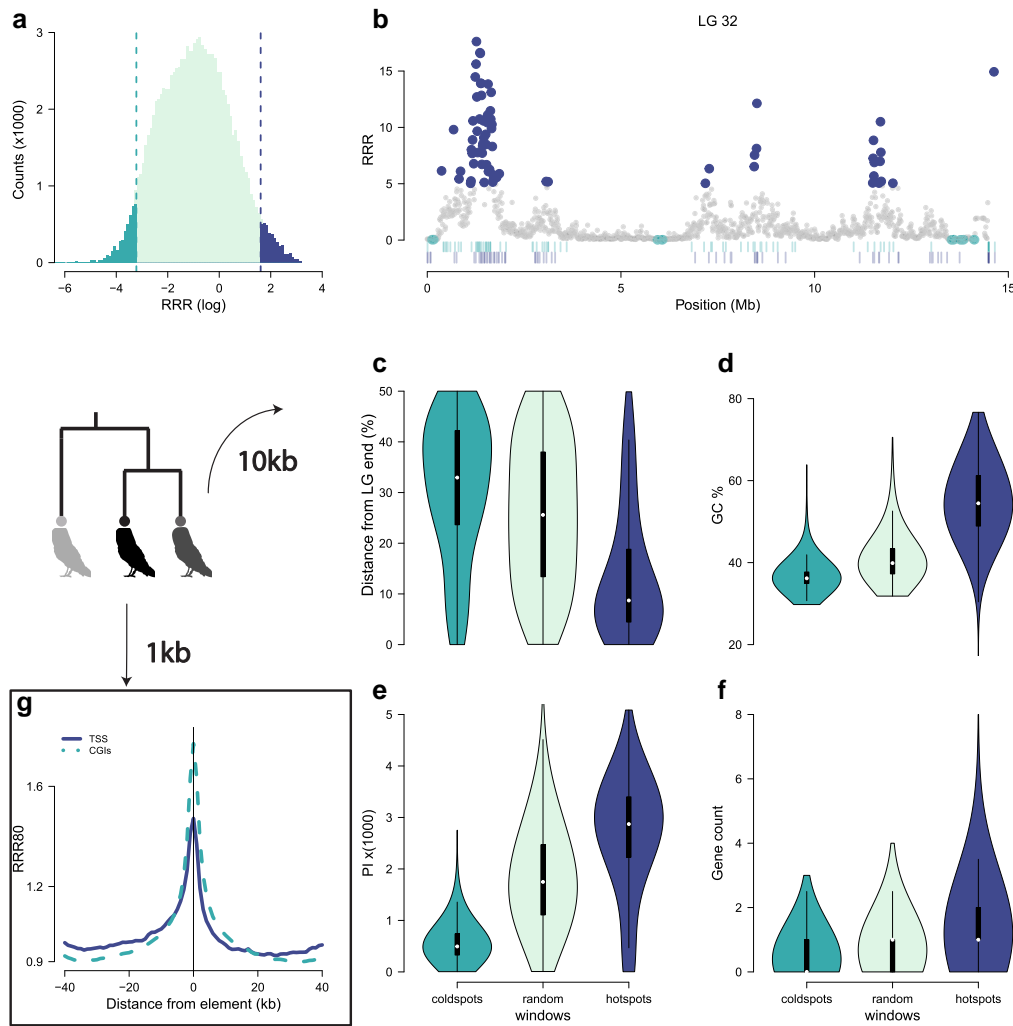 a
3
2
1
0
Counts (x1000)
−6 −4 −2 0 2 4
RRR (log)
b
LG 32
15
10
5
0
RRR
0 5 10 15
Position (Mb)
10kb
1kb
c
50
40
30
20
10
0
Distance from LG end (%)
d
80
60
40
20
GC %
e
5
4
3
2
1
0
PI x(1000)
coldspots random hotspots
windows
f
8
6
4
2
0
Gene count
coldspots random hotspots
windows
g
TSS
CGIs
1.6
1.2
0.9
RRR80
−40 −20 0 20 40
Distance from element (kb)